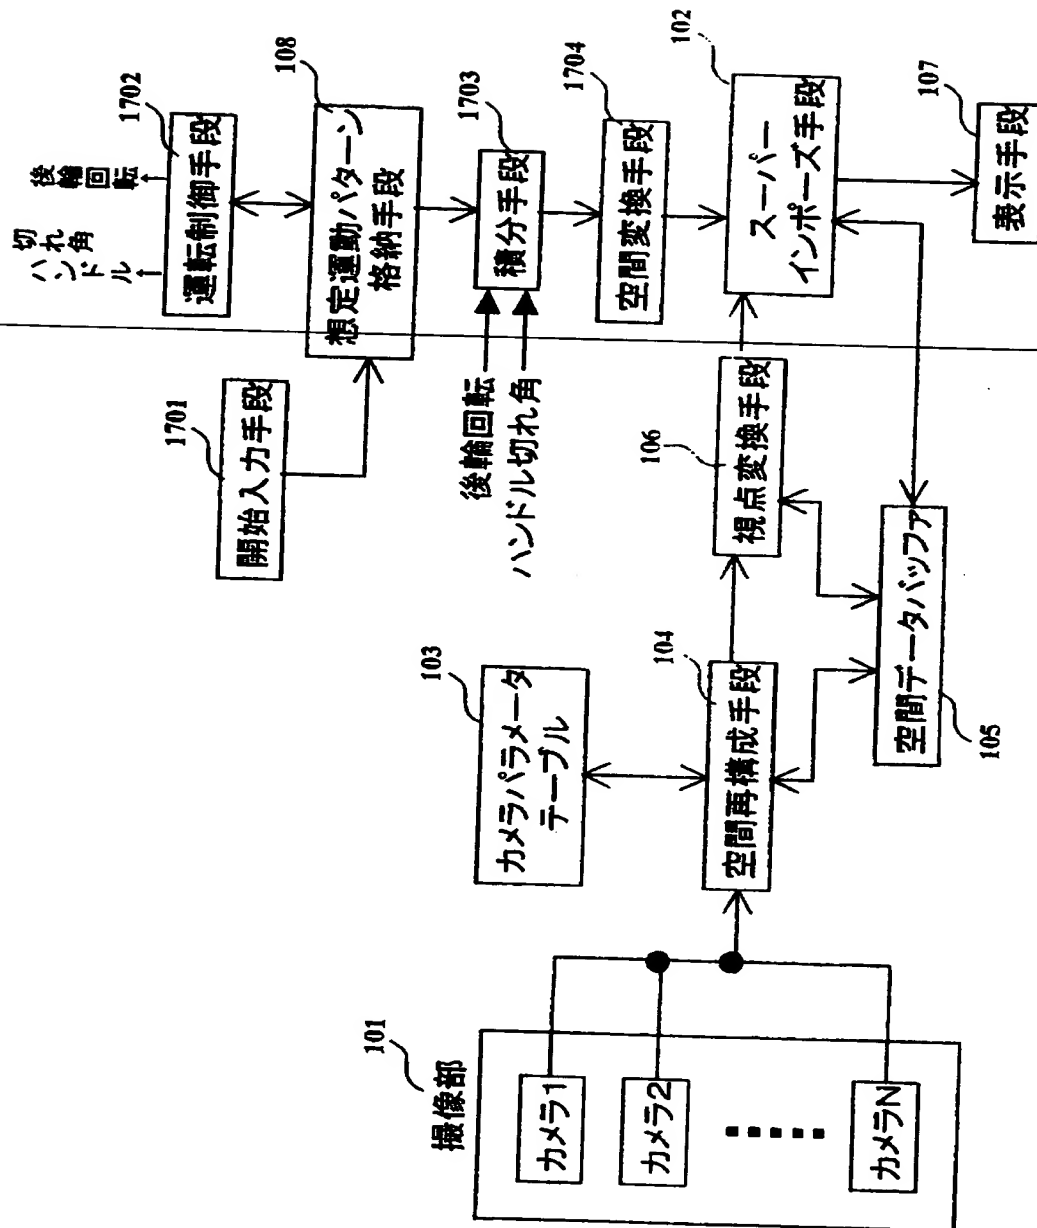 101
撮像部
カメラ1
カメラ2
カメラN
103
カメラパラメータ
テーブル
104
空間再構成手段
105
空間データバッファ
106
視点変換手段
1701
開始入力手段
後輪回転
ハンドル切れ角
ハンドル
切れ角
後輪
回転
1702
運転制御手段
108
想定運動パターン
格納手段
1703
積分手段
1704
空間変換手段
102
スーパー
インポーズ手段
107
表示手段